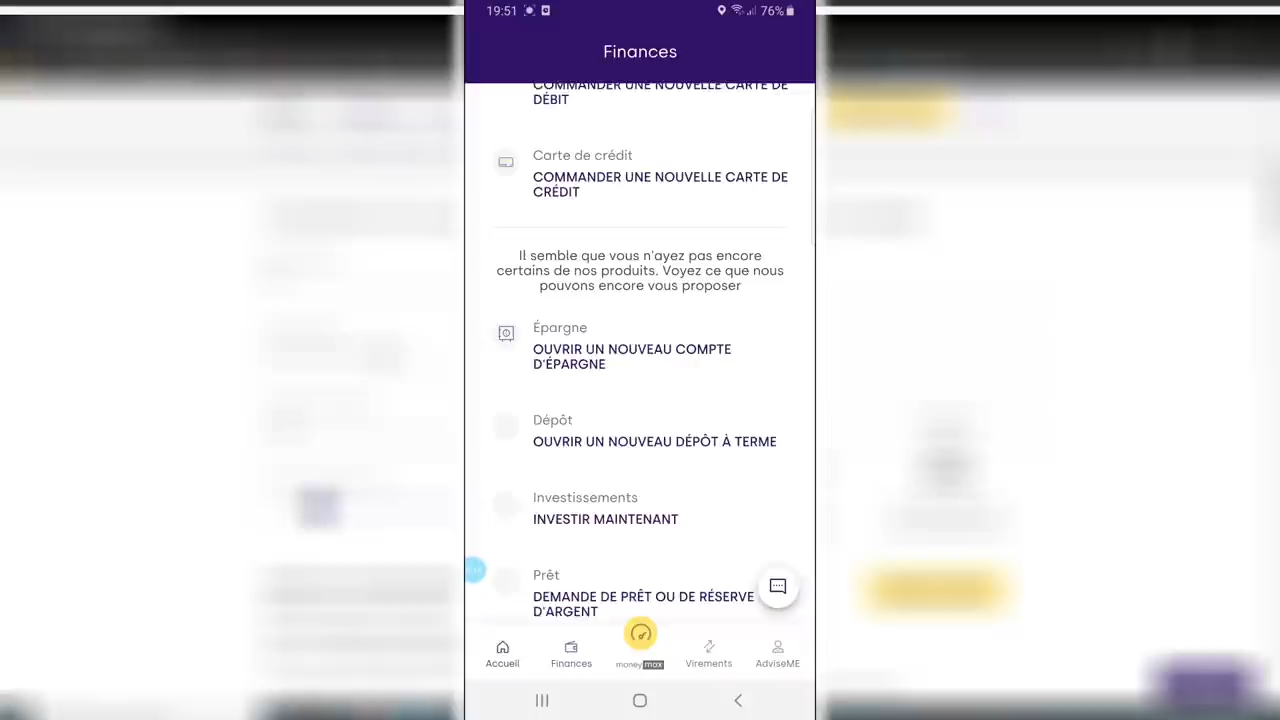 19:51
76%
Finances
COMMANDER UNE NOUVELLE CARTE DE
DÉBIT
Carte de crédit
COMMANDER UNE NOUVELLE CARTE DE
CRÉDIT
Il semble que vous n'ayez pas encore
certains de nos produits. Voyez ce que nous
pouvons encore vous proposer
Épargne
OUVRIR UN NOUVEAU COMPTE
D'ÉPARGNE
Dépôt
OUVRIR UN NOUVEAU DÉPÔT À TERME
Investissements
INVESTIR MAINTENANT
Prêt
DEMANDE DE PRÊT OU DE RÉSERVE
D'ARGENT
Accueil
Finances
moneymax
Virements
AdviseME